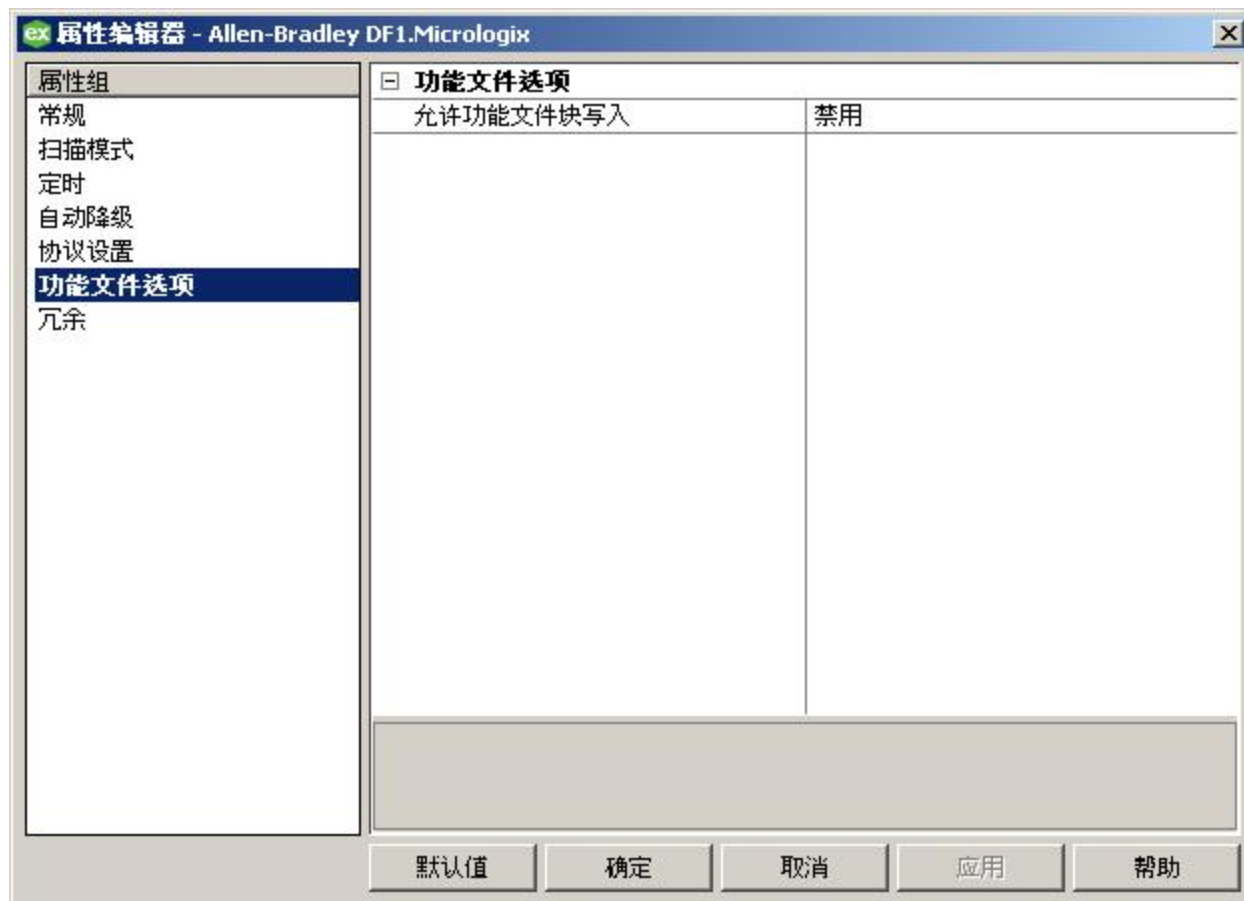 ex 属性编辑器 - Allen-Bradley DF1.Micrologix
属性组
常规
扫描模式
定时
自动降级
协议设置
功能文件选项
冗余
功能文件选项
允许功能文件块写入 禁用
默认值 确定 取消 应用 帮助